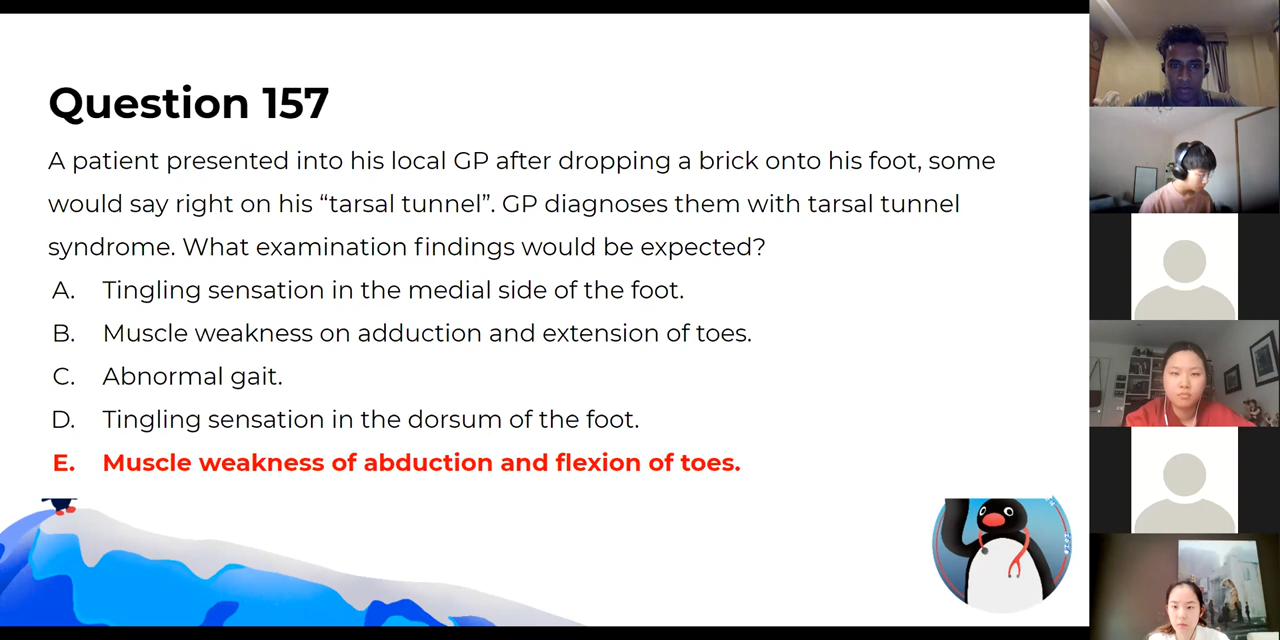 Question 157
A patient presented into his local GP after dropping a brick onto his foot, some
would say right on his “tarsal tunnel”. GP diagnoses them with tarsal tunnel
syndrome. What examination findings would be expected?
A. Tingling sensation in the medial side of the foot.
B. Muscle weakness on adduction and extension of toes.
C. Abnormal gait.
D. Tingling sensation in the dorsum of the foot.
E. Muscle weakness of abduction and flexion of toes.